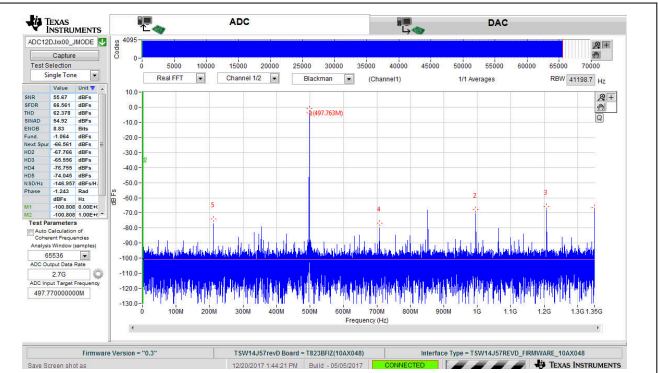 TEXAS
INSTRUMENTS
ADC
DAC
ADC12DJxx00_JMODE
Capture
Test Selection
Single Tone
Value Unit
SNR 55.67 dBFs
SFDR 66.561 dBFs
THD 62.378 dBFs
SINAD 54.92 dBFs
ENOB 8.83 Bits
Fund. -1.064 dBFs
Next Spur -66.561 dBFs
HD2 -67.766 dBFs
HD3 -65.556 dBFs
HD4 -76.755 dBFs
HD5 -74.045 dBFs
NSD/Hz -146.957 dBFs/H
Phase -1.243 Rad
dBFs Hz
M1 -100.808 0.00E+
M2 -100.808 1.00E+
Test Parameters
Auto Calculation of
Coherent Frequencies
Analysis Window (samples)
65536
ADC Output Data Rate
2.7G
ADC Input Target Frequency
497.770000000M
Codes
4095
0
0 5000 10000 15000 20000 25000 30000 35000 40000 45000 50000 55000 60000 65000 70000
Real FFT Channel 1/2 Blackman (Channel1) 1/1 Averages RBW 41198.7 Hz
dBFs
10.0
0.0
-10.0
-20.0
-30.0
-40.0
-50.0
-60.0
-70.0
-80.0
-90.0
-100.0
-110.0
-120.0
-130.0
(497.763M)
5
4
2
3
0 100M 200M 300M 400M 500M 600M 700M 800M 900M 1G 1.1G 1.2G 1.3G 1.35G
Frequency (Hz)
Firmware Version = "0.3" TSW14J57revD Board = T823BFIZ(10AX048) Interface Type = TSW14J57REVD_FIRMWARE_10AX048
Save Screen shot as 12/20/2017 1:44:21 PM Build - 05/05/2017 CONNECTED TEXAS INSTRUMENTS